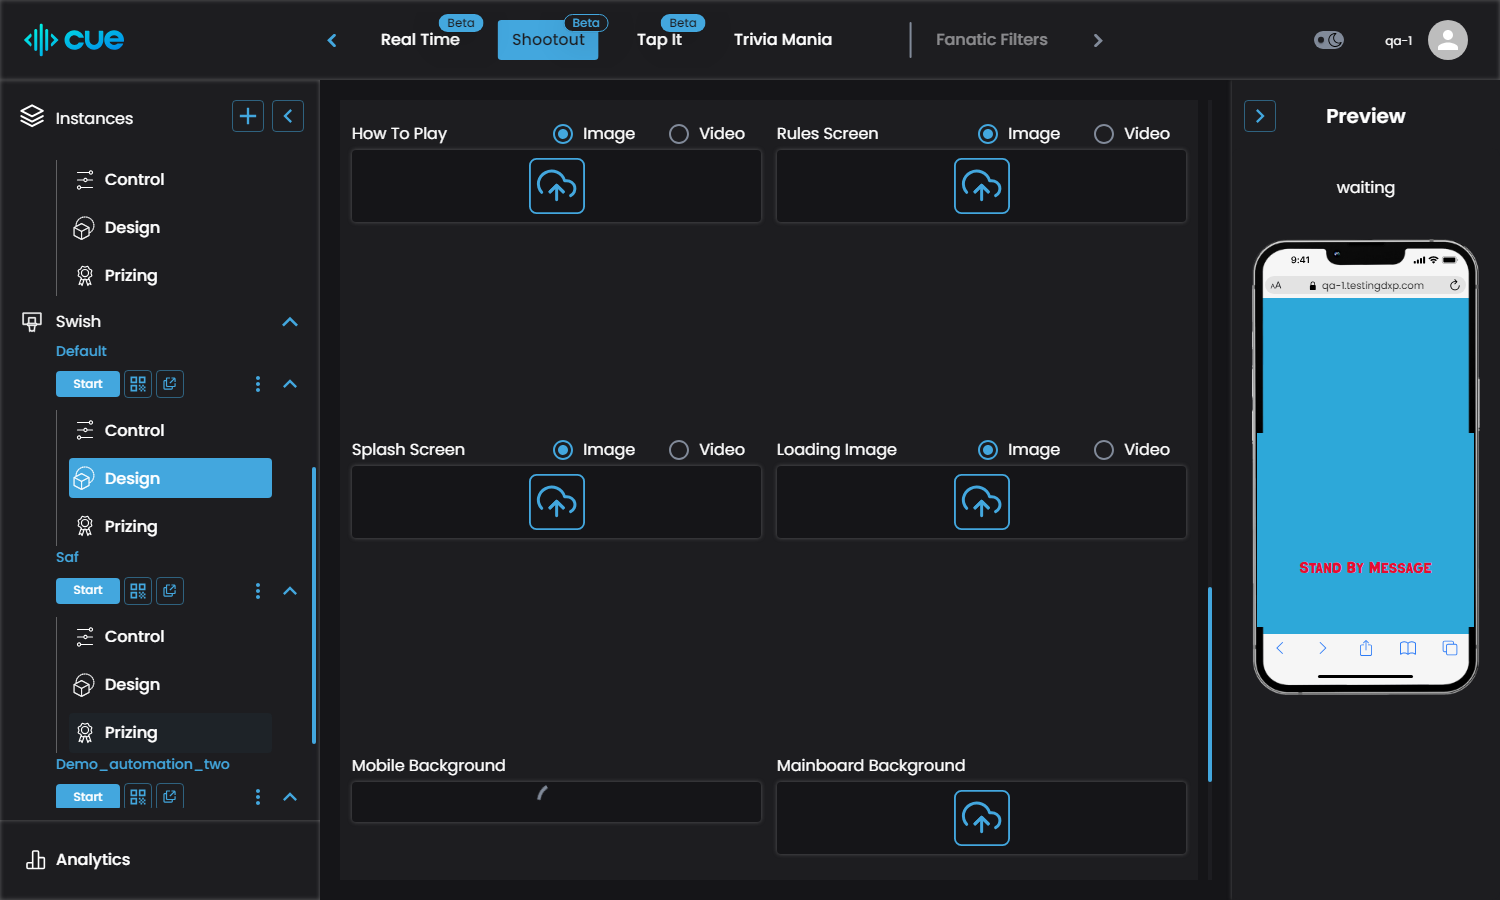 cue
Real Time
Beta
Shootout
Beta
Tap It
Beta
Trivia Mania
Fanatic Filters
qa-1
Instances
Control
Design
Prizing
Swish
Default
Start
Control
Design
Prizing
Saf
Start
Control
Design
Prizing
Demo_automation_two
Start
Analytics
How To Play
Image
Video
Rules Screen
Image
Video
Splash Screen
Image
Video
Loading Image
Image
Video
Mobile Background
Mainboard Background
Preview
waiting
9:41
AA
qa-1.testingdxp.com
Stand By Message